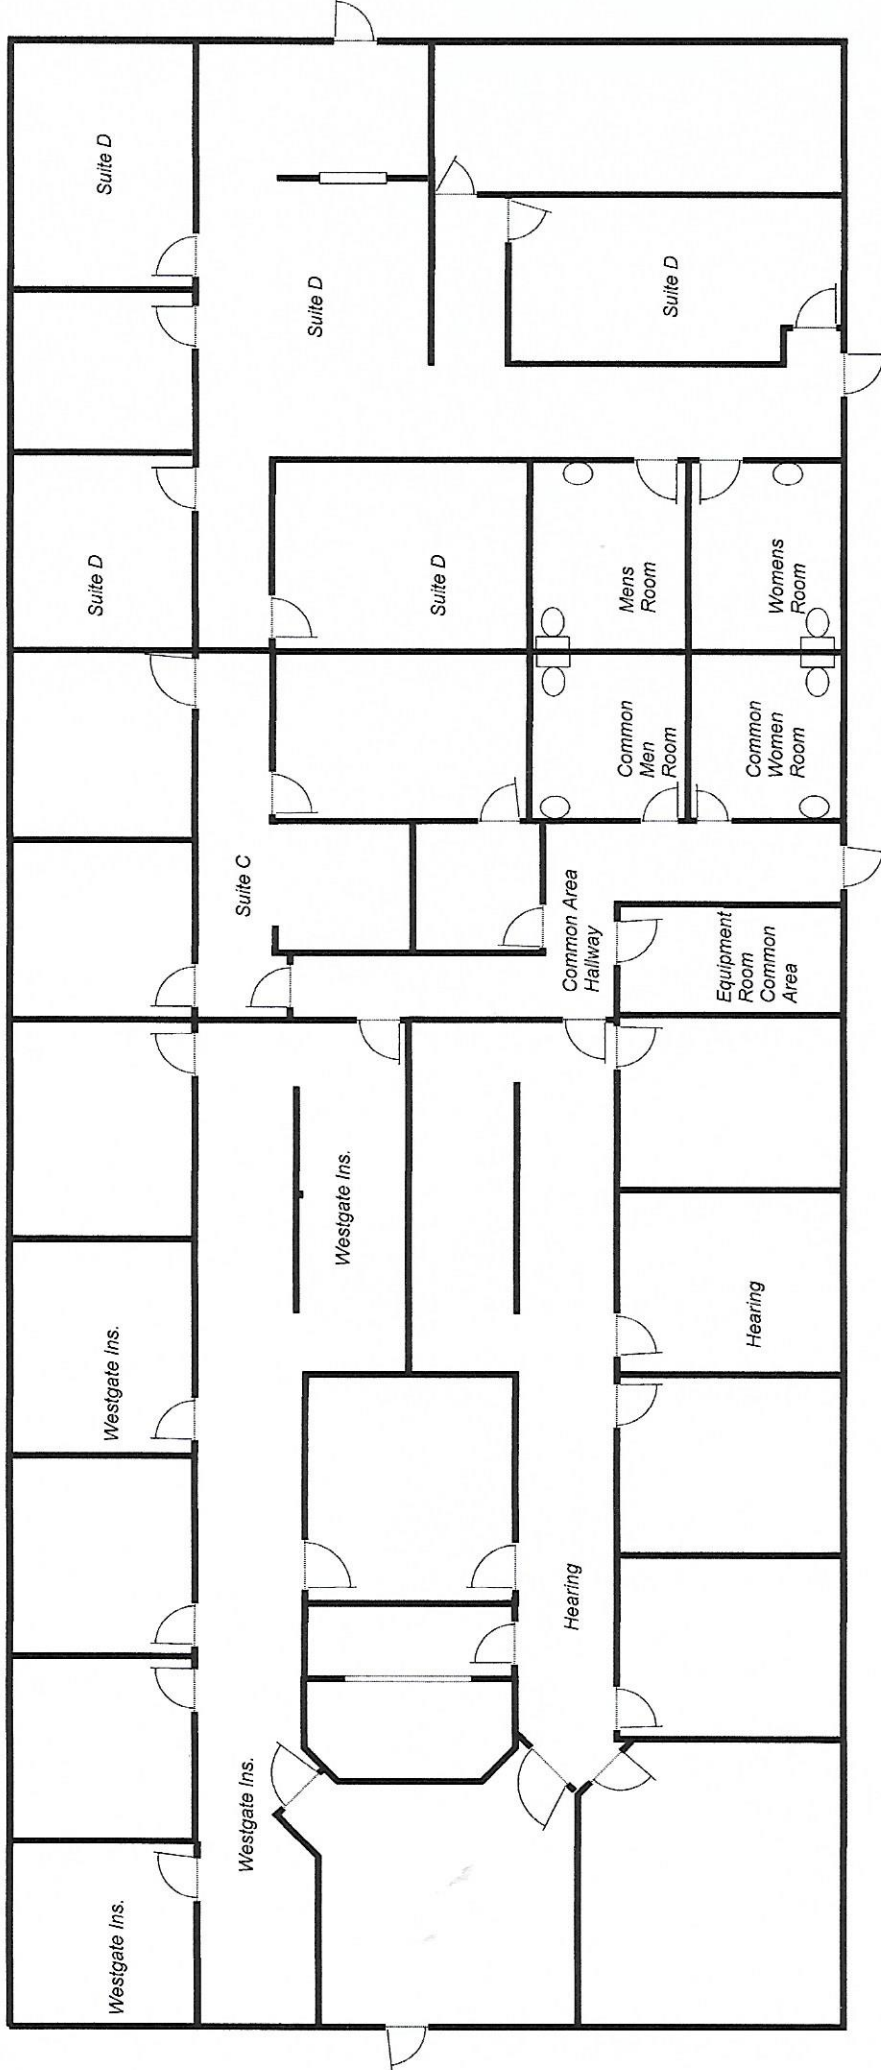 Suite D
Suite D
Suite D
Suite D
Suite D
Mens
Room
Womens
Room
Common
Men
Room
Common
Women
Room
Suite C
Common Area
Hallway
Equipment
Room
Common
Area
Westgate Ins.
Westgate Ins.
Hearing
Hearing
Westgate Ins.
Westgate Ins.